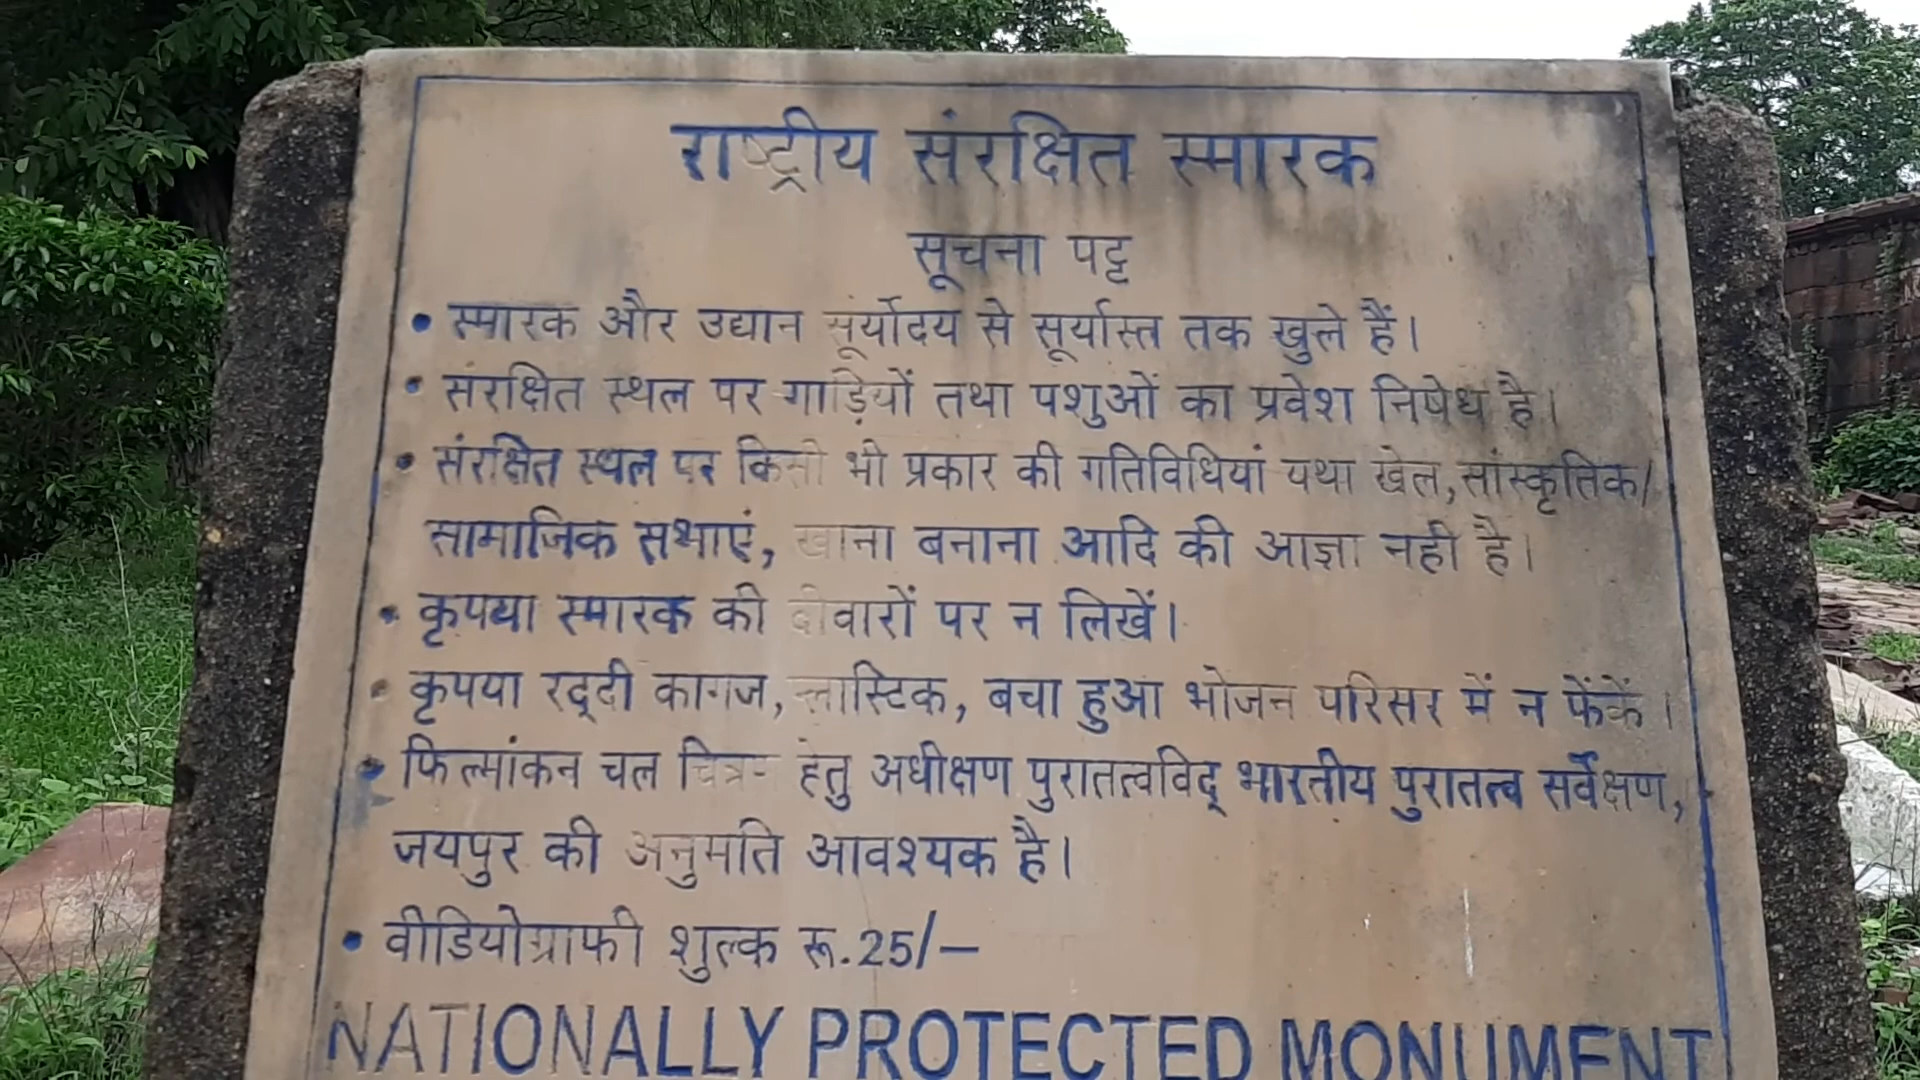 राष्ट्रीय संरक्षित स्मारक
सूचना पट्ट
• स्मारक और उद्यान सूर्योदय से सूर्यास्त तक खुले हैं।
• संरक्षित स्थल पर गाड़ियों तथा पशुओं का प्रवेश निषेध है।
• संरक्षित स्थल पर किसी भी प्रकार की गतिविधियां यथा खेल, सांस्कृतिक/
सामाजिक सभाएं, खाना बनाना आदि की आज्ञा नही है।
• कृपया स्मारक की दीवारों पर न लिखें।
• कृपया रद्दी कागज, प्लास्टिक, बचा हुआ भोजन परिसर में न फेंकें।
• फिल्मांकन चल चित्रन हेतु अधीक्षण पुरातत्वविद् भारतीय पुरातत्व सर्वेक्षण,
जयपुर की अनुमति आवश्यक है।
• वीडियोग्राफी शुल्क रू.25/-
NATIONALLY PROTECTED MONUMENT